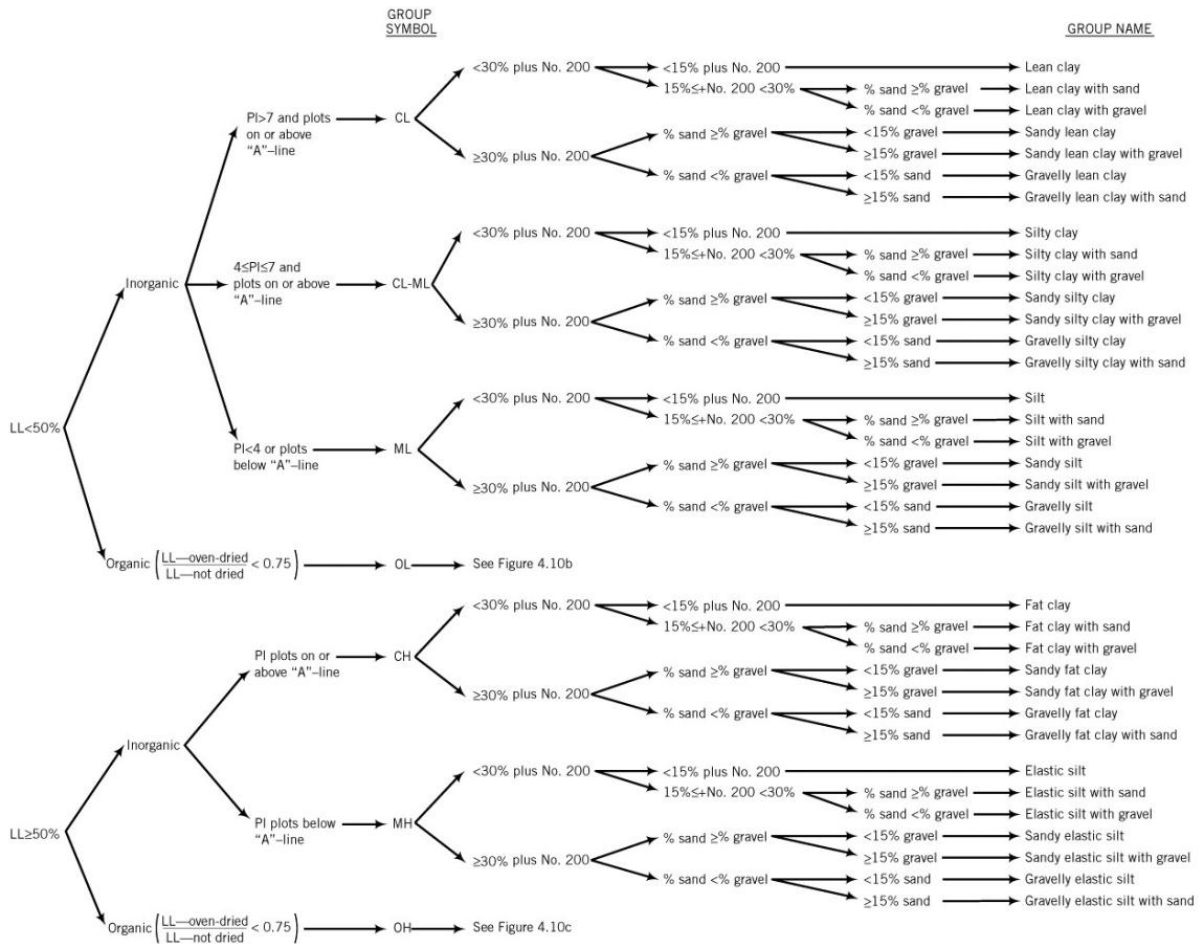 GROUP SYMBOL
GROUP NAME
LL<50%
Inorganic
PI>7 and plots
on or above
“A”–line
CL
<30% plus No. 200
<15% plus No. 200
Lean clay
15%≤+No. 200 <30%
% sand ≥% gravel
Lean clay with sand
% sand <% gravel
Lean clay with gravel
≥30% plus No. 200
% sand ≥% gravel
<15% gravel
Sandy lean clay
≥15% gravel
Sandy lean clay with gravel
% sand <% gravel
<15% sand
Gravelly lean clay
≥15% sand
Gravelly lean clay with sand
4≤PI≤7 and
plots on or above
“A”–line
CL-ML
<30% plus No. 200
<15% plus No. 200
Silty clay
15%≤+No. 200 <30%
% sand ≥% gravel
Silty clay with sand
% sand <% gravel
Silty clay with gravel
≥30% plus No. 200
% sand ≥% gravel
<15% gravel
Sandy silty clay
≥15% gravel
Sandy silty clay with gravel
% sand <% gravel
<15% sand
Gravelly silty clay
≥15% sand
Gravelly silty clay with sand
PI<4 or plots
below “A”–line
ML
<30% plus No. 200
<15% plus No. 200
Silt
15%≤+No. 200 <30%
% sand ≥% gravel
Silt with sand
% sand <% gravel
Silt with gravel
≥30% plus No. 200
% sand ≥% gravel
<15% gravel
Sandy silt
≥15% gravel
Sandy silt with gravel
% sand <% gravel
<15% sand
Gravelly silt
≥15% sand
Gravelly silt with sand
Organic (LL—oven-dried / LL—not dried < 0.75)
OL
See Figure 4.10b
LL≥50%
Inorganic
PI plots on or
above “A”–line
CH
<30% plus No. 200
<15% plus No. 200
Fat clay
15%≤+No. 200 <30%
% sand ≥% gravel
Fat clay with sand
% sand <% gravel
Fat clay with gravel
≥30% plus No. 200
% sand ≥% gravel
<15% gravel
Sandy fat clay
≥15% gravel
Sandy fat clay with gravel
% sand <% gravel
<15% sand
Gravelly fat clay
≥15% sand
Gravelly fat clay with sand
PI plots below
“A”–line
MH
<30% plus No. 200
<15% plus No. 200
Elastic silt
15%≤+No. 200 <30%
% sand ≥% gravel
Elastic silt with sand
% sand <% gravel
Elastic silt with gravel
≥30% plus No. 200
% sand ≥% gravel
<15% gravel
Sandy elastic silt
≥15% gravel
Sandy elastic silt with gravel
% sand <% gravel
<15% sand
Gravelly elastic silt
≥15% sand
Gravelly elastic silt with sand
Organic (LL—oven-dried / LL—not dried < 0.75)
OH
See Figure 4.10c